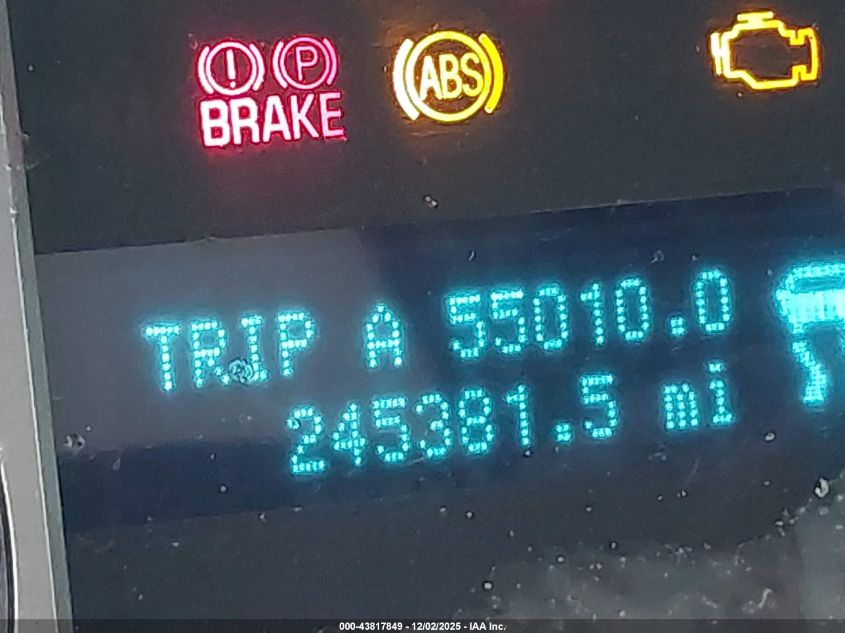 ! P
BRAKE
ABS
TRIP A 55010.0
245381.5 mi
000-43817849 - 12/02/2025 - IAA Inc.